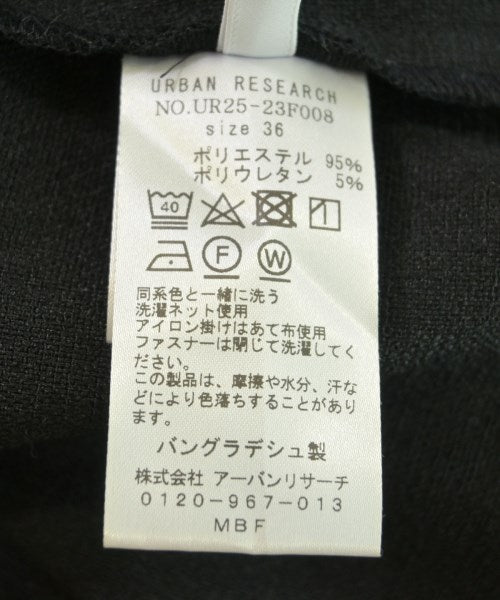 URBAN RESEARCH
NO.UR25-23F008
size 36
ポリエステル 95%
ポリウレタン 5%
40
F W
同系色と一緒に洗う
洗濯ネット使用
アイロン掛けはあて布使用
ファスナーは閉じて洗濯してく
ださい。
この製品は、摩擦や水分、汗な
どにより色落ちすることがあり
ます。
バングラデシュ製
株式会社 アーバンリサーチ
0120-967-013
MBF